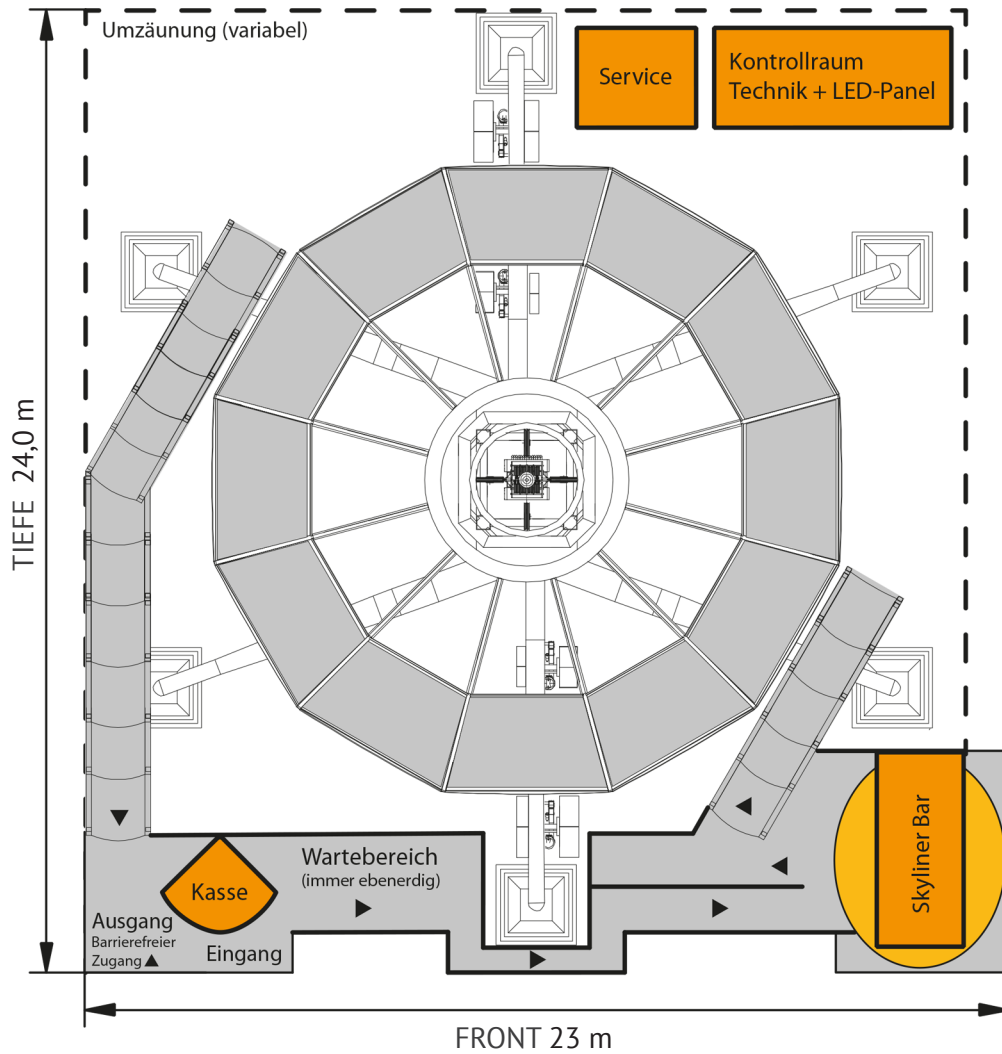 Umzäunung (variabel)
Service
Kontrollraum
Technik + LED-Panel
TIEFE 24,0 m
Wartebereich
(immer ebenerdig)
Kasse
Skyliner Bar
Ausgang
Barrierefreier
Zugang ▲
Eingang
FRONT 23 m